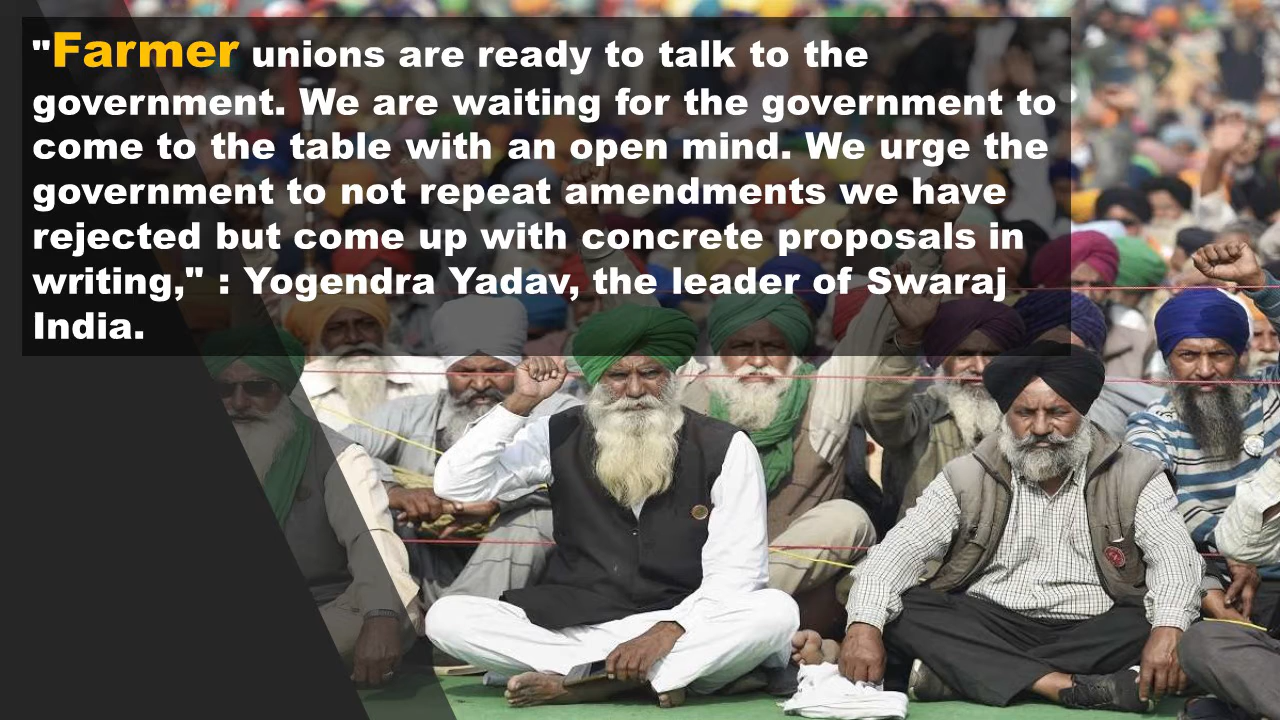 "Farmer unions are ready to talk to the
government. We are waiting for the government to
come to the table with an open mind. We urge the
government to not repeat amendments we have
rejected but come up with concrete proposals in
writing," : Yogendra Yadav, the leader of Swaraj
India.